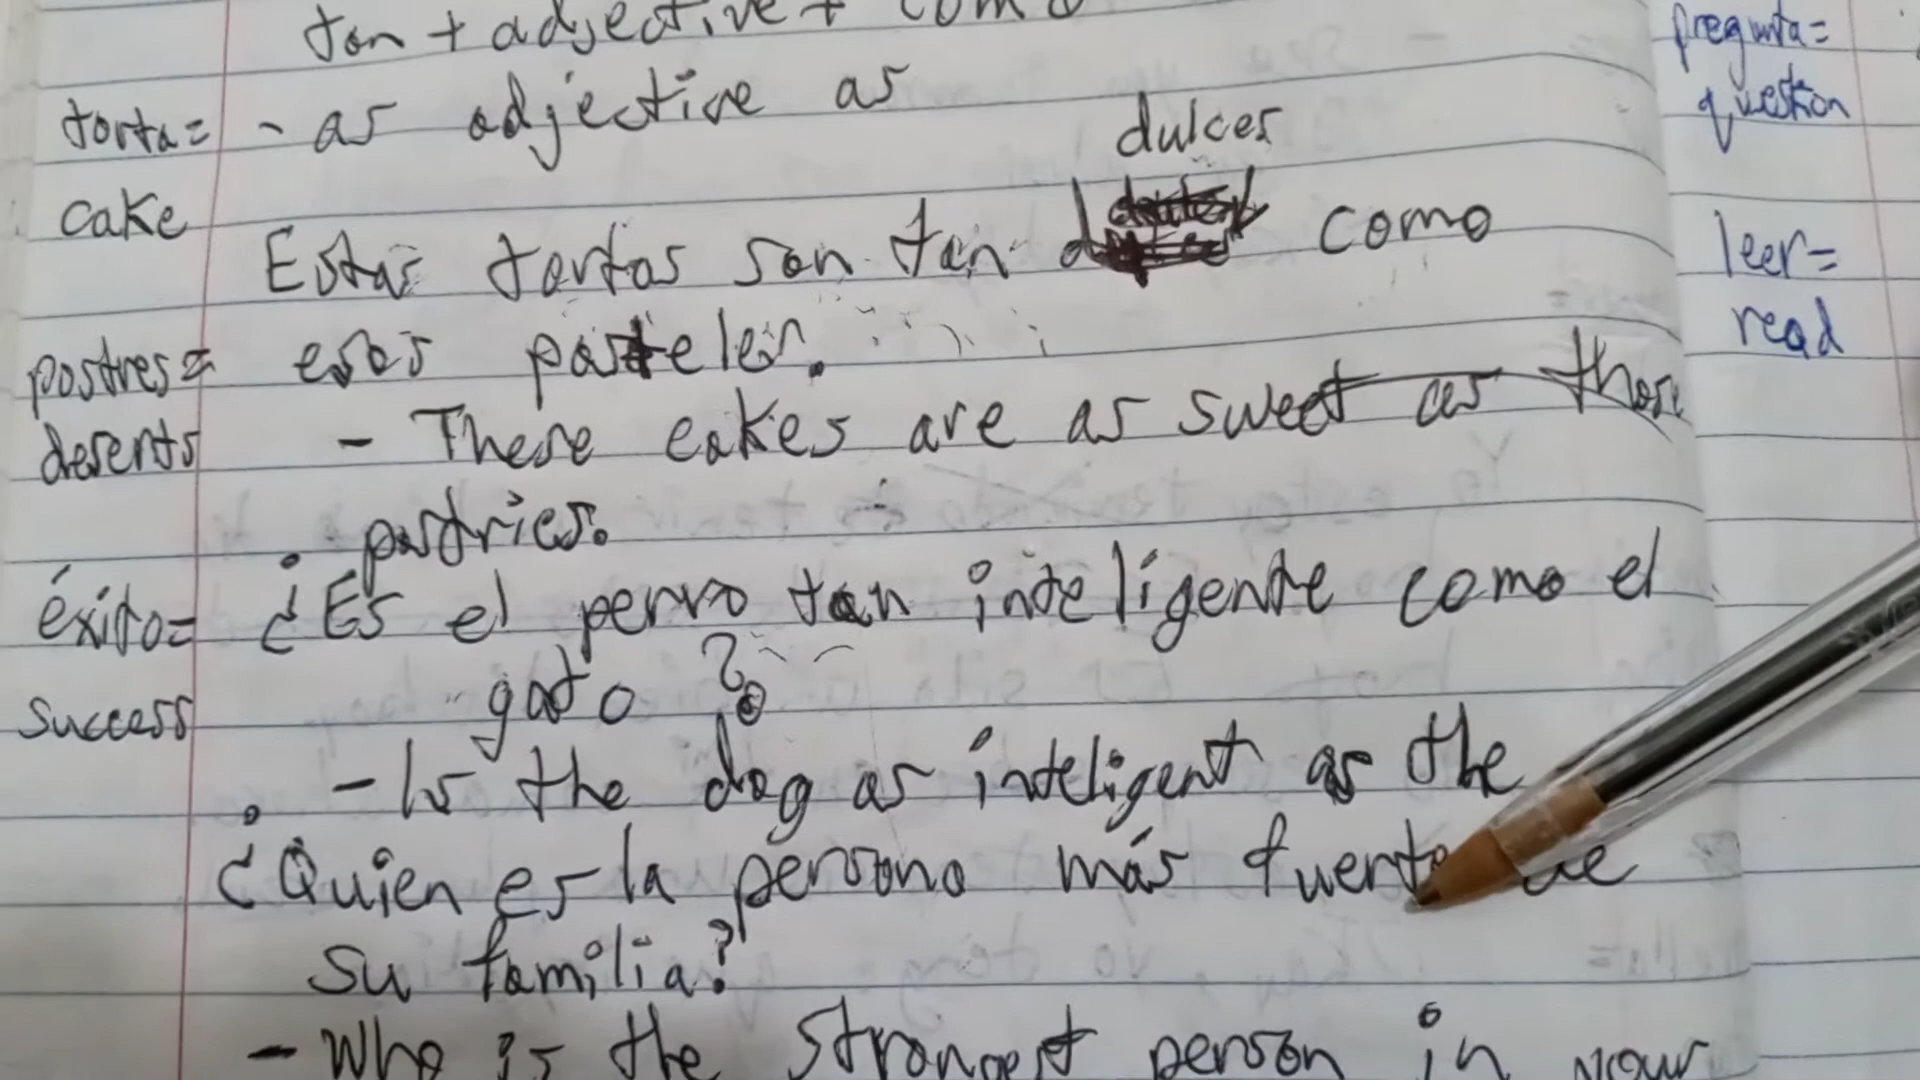 tan + adjective + como
torta = - as adjective as
dulces
cake
Estas tortas son tan como
postres = esos pasteles.
deserts - These cakes are as sweet as those
pastries.
éxito = ¿Es el perro tan inteligente como el
gato?
success
- Is the dog as inteligent as the
¿Quien es la persona más fuerte de
su familia?
- Who is the strongest person in your
pregunta =
question
leer =
read